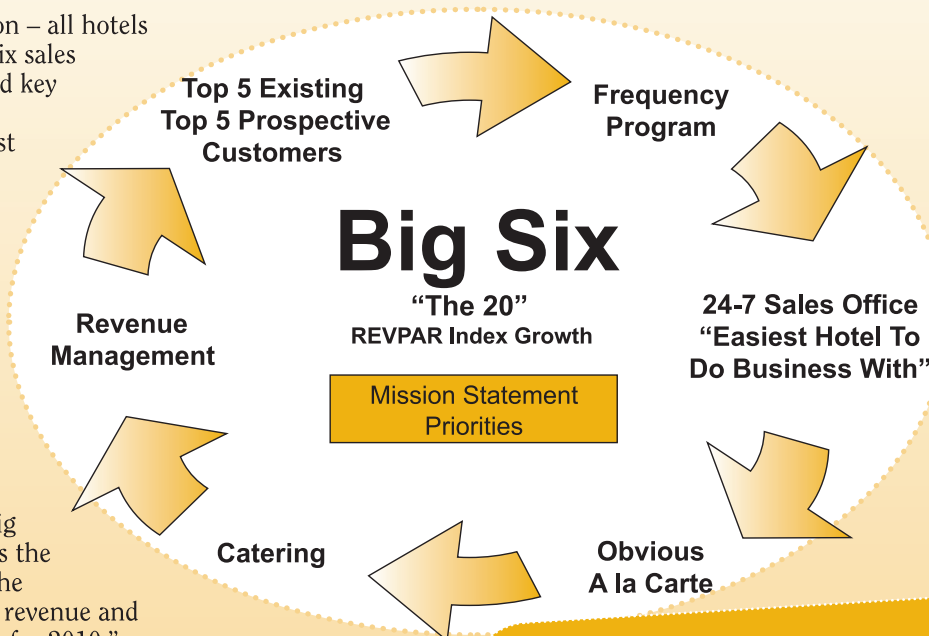 on – all hotels
ix sales
d key
st
Top 5 Existing
Top 5 Prospective
Customers
Frequency
Program
Big Six
“The 20”
REVPAR Index Growth
Mission Statement
Priorities
24-7 Sales Office
“Easiest Hotel To
Do Business With”
Obvious
A la Carte
Catering
Revenue
Management
ig
s the
he
revenue and
for 2010.”